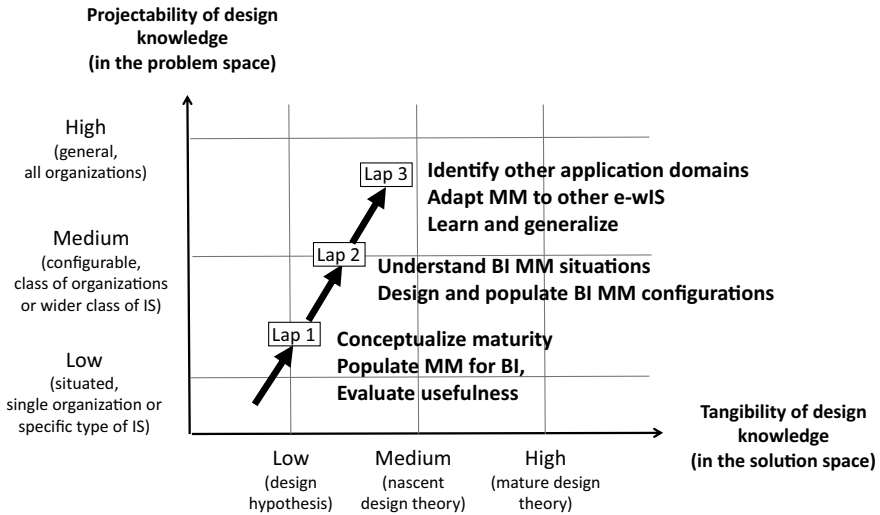 Projectability of design
knowledge
(in the problem space)
High
(general,
all organizations)
Medium
(configurable,
class of organizations
or wider class of IS)
Low
(situated,
single organization or
specific type of IS)
Lap 3
Identify other application domains
Adapt MM to other e-wIS
Learn and generalize
Lap 2
Understand BI MM situations
Design and populate BI MM configurations
Lap 1
Conceptualize maturity
Populate MM for BI,
Evaluate usefulness
Low
(design
hypothesis)
Medium
(nascent
design theory)
High
(mature design
theory)
Tangibility of design
knowledge
(in the solution space)